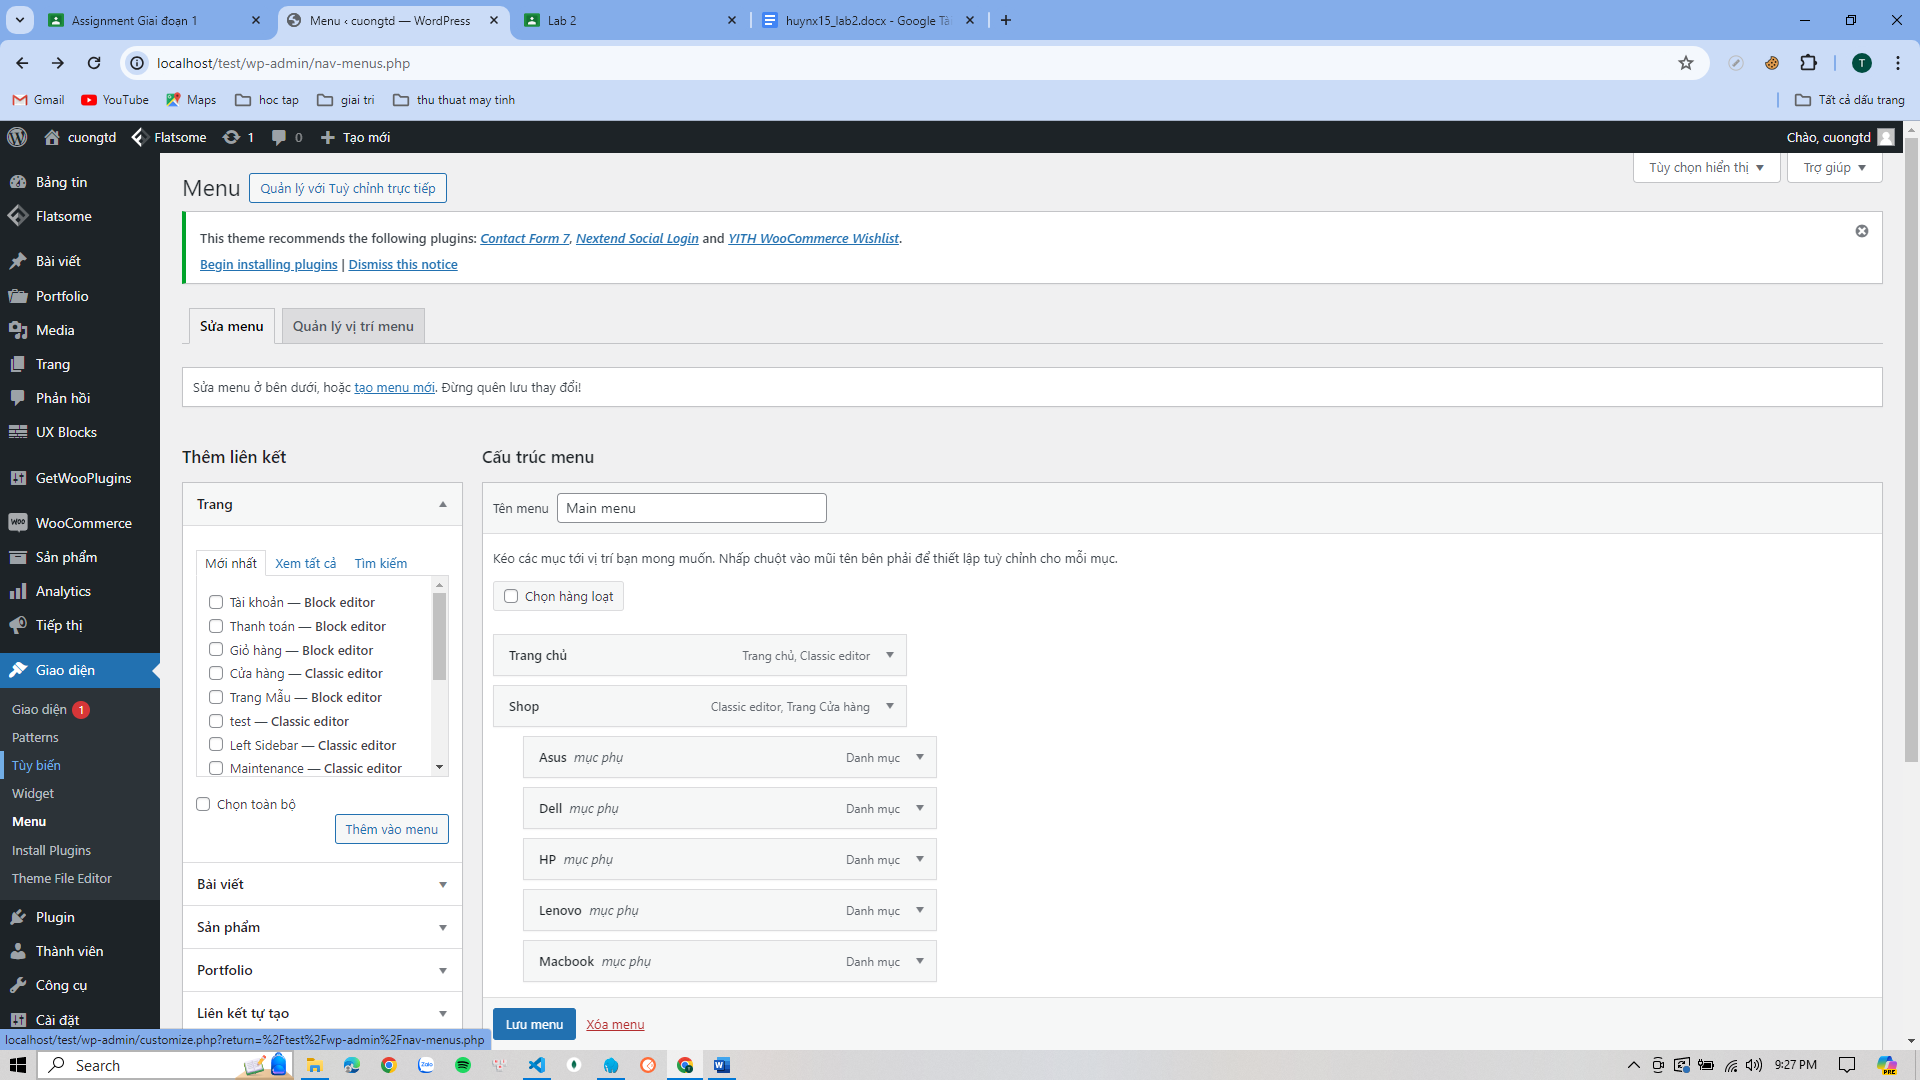 Assignment Giai đoạn 1
Menu ‹ cuongtd — WordPress
Lab 2
huynx15_lab2.docx - Google Tà
localhost/test/wp-admin/nav-menus.php
T
Gmail
YouTube
Maps
hoc tap
giai tri
thu thuat may tinh
Tất cả dấu trang
cuongtd
Flatsome
1
0
Tạo mới
Chào, cuongtd
Bảng tin
Flatsome
Bài viết
Portfolio
Media
Trang
Phản hồi
UX Blocks
GetWooPlugins
WooCommerce
Sản phẩm
Analytics
Tiếp thị
Giao diện
Giao diện 1
Patterns
Tùy biến
Widget
Menu
Install Plugins
Theme File Editor
Plugin
Thành viên
Công cụ
Cài đặt
Menu
Quản lý với Tuỳ chỉnh trực tiếp
Tùy chọn hiển thị
Trợ giúp
This theme recommends the following plugins: Contact Form 7, Nextend Social Login and YITH WooCommerce Wishlist.
Begin installing plugins | Dismiss this notice
Sửa menu
Quản lý vị trí menu
Sửa menu ở bên dưới, hoặc tạo menu mới. Đừng quên lưu thay đổi!
Thêm liên kết
Trang
Mới nhất
Xem tất cả
Tìm kiếm
Tài khoản — Block editor
Thanh toán — Block editor
Giỏ hàng — Block editor
Cửa hàng — Classic editor
Trang Mẫu — Block editor
test — Classic editor
Left Sidebar — Classic editor
Maintenance — Classic editor
Chọn toàn bộ
Thêm vào menu
Bài viết
Sản phẩm
Portfolio
Liên kết tự tạo
Cấu trúc menu
Tên menu
Main menu
Kéo các mục tới vị trí bạn mong muốn. Nhấp chuột vào mũi tên bên phải để thiết lập tuỳ chỉnh cho mỗi mục.
Chọn hàng loạt
Trang chủ
Trang chủ, Classic editor
Shop
Classic editor, Trang Cửa hàng
Asus mục phụ
Danh mục
Dell mục phụ
Danh mục
HP mục phụ
Danh mục
Lenovo mục phụ
Danh mục
Macbook mục phụ
Danh mục
Lưu menu
Xóa menu
localhost/test/wp-admin/customize.php?return=%2Ftest%2Fwp-admin%2Fnav-menus.php
Search
Zalo
9:27 PM
PRE